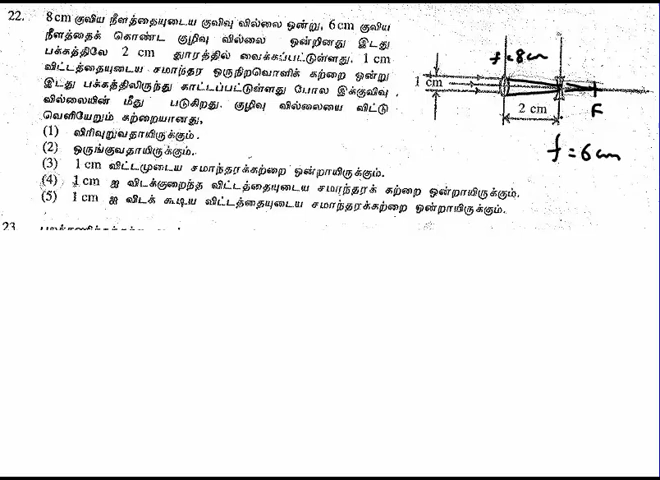 22. 8 cm குவிய நீளத்தையுடைய குவிவு வில்லை ஒன்று, 6 cm குவிய
நீளத்தைக் கொண்ட குழிவு வில்லை ஒன்றினது இடது
பக்கத்திலே 2 cm தூரத்தில் வைக்கப்பட்டுள்ளது. 1 cm
விட்டத்தையுடைய சமாந்தர ஒருநிறவொளிக் கற்றை ஒன்று
இடது பக்கத்திலிருந்து காட்டப்பட்டுள்ளது போல இக்குவிவு
வில்லையின் மீது படுகிறது. குழிவு வில்லையை விட்டு
வெளியேறும் கற்றையானது,
(1) விரிவுறுவதாயிருக்கும்.
(2) ஒருங்குவதாயிருக்கும்.
(3) 1 cm விட்டமுடைய சமாந்தரக்கற்றை ஒன்றாயிருக்கும்.
(4) 1 cm ஐ விடக்குறைந்த விட்டத்தையுடைய சமாந்தரக் கற்றை ஒன்றாயிருக்கும்.
(5) 1 cm ஐ விடக் கூடிய விட்டத்தையுடைய சமாந்தரக்கற்றை ஒன்றாயிருக்கும்.
f=8cm
1 cm
2 cm
F
f=6cm
23